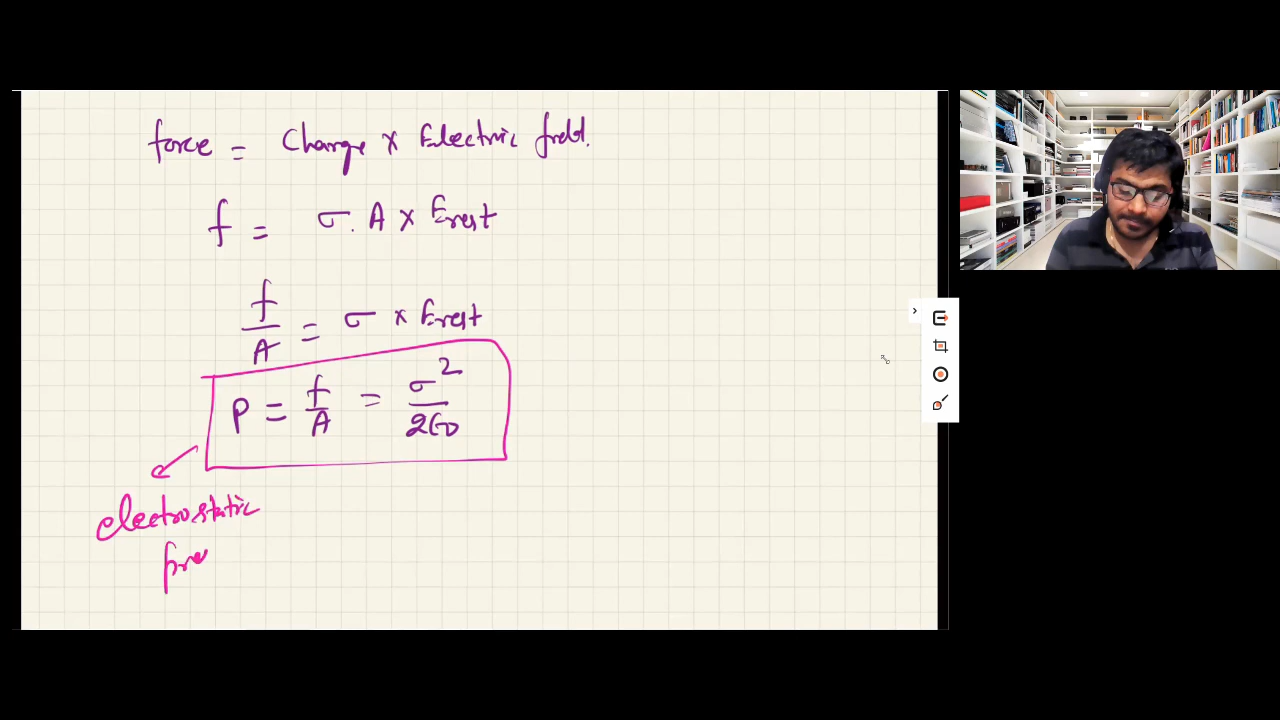 force = Charge x Electric field.
f = σ. A x Erest
f/A = σ x Erest
P = f/A = σ²/2ϵ0
electrostatic
pre